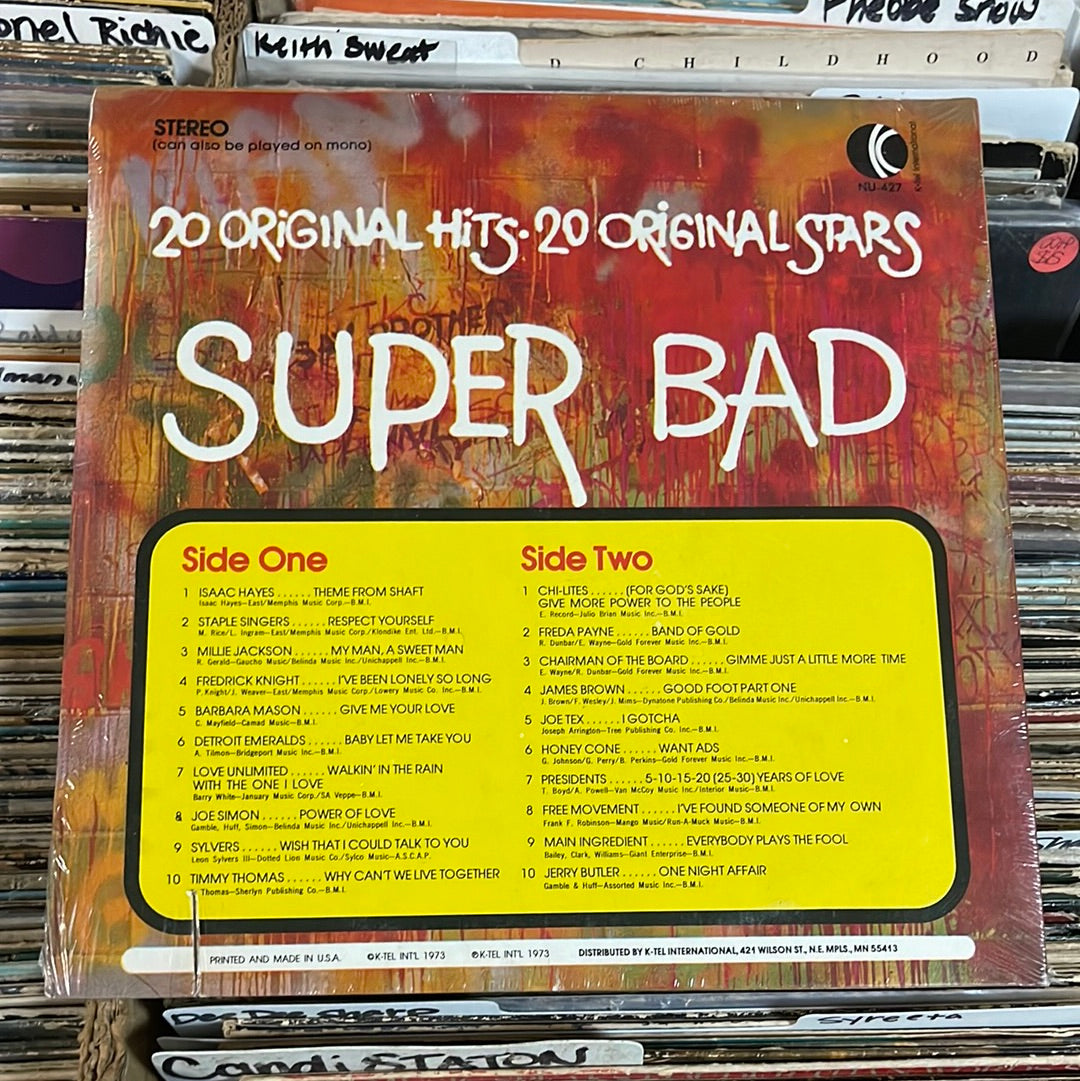 onel Richie
Keith Sweat
Phebbe Snow
D CHILDHOOD
STEREO
(can also be played on mono)
K-tel International
NU-427
20 ORiGiNAL HiTS·20 ORiGiNAL STARS
BROTHER
SUPER BAD
Side One
1 ISAAC HAYES......THEME FROM SHAFT
Isaac Hayes—East/Memphis Music Corp.—B.M.I.
2 STAPLE SINGERS......RESPECT YOURSELF
M. Rice/L. Ingram—East/Memphis Music Corp./Klondike Ent. Ltd.—B.M.I.
3 MILLIE JACKSON......MY MAN, A SWEET MAN
R. Gerald—Gaucho Music/Belinda Music Inc./Unichappell Inc.—B.M.I.
4 FREDRICK KNIGHT......I'VE BEEN LONELY SO LONG
P. Knight/J. Weaver—East/Memphis Music Corp./Lowery Music Co. Inc.—B.M.I.
5 BARBARA MASON......GIVE ME YOUR LOVE
C. Mayfield—Camad Music—B.M.I.
6 DETROIT EMERALDS......BABY LET ME TAKE YOU
A. Tilmon—Bridgeport Music Inc.—B.M.I.
7 LOVE UNLIMITED......WALKIN' IN THE RAIN
WITH THE ONE I LOVE
Barry White—January Music Corp./SA Veppe—B.M.I.
8 JOE SIMON......POWER OF LOVE
Gamble, Huff, Simon—Belinda Music Inc./Unichappell Inc.—B.M.I.
9 SYLVERS......WISH THAT I COULD TALK TO YOU
Leon Sylvers III—Dotted Lion Music Co./Sylco Music—A.S.C.A.P.
10 TIMMY THOMAS......WHY CAN'T WE LIVE TOGETHER
Thomas—Sherlyn Publishing Co.—B.M.I.
Side Two
1 CHI-LITES......(FOR GOD'S SAKE)
GIVE MORE POWER TO THE PEOPLE
E. Record—Julio Brian Music Inc.—B.M.I.
2 FREDA PAYNE......BAND OF GOLD
R. Dunbar/E. Wayne—Gold Forever Music Inc.—B.M.I.
3 CHAIRMAN OF THE BOARD......GIMME JUST A LITTLE MORE TIME
E. Wayne/R. Dunbar—Gold Forever Music Inc.—B.M.I.
4 JAMES BROWN......GOOD FOOT PART ONE
J. Brown/F. Wesley/J. Mims—Dynatone Publishing Co./Belinda Music Inc./Unichappell Inc.—B.M.I.
5 JOE TEX......I GOTCHA
Joseph Arrington—Tree Publishing Co.—B.M.I.
6 HONEY CONE......WANT ADS
G. Johnson/G. Perry/B. Perkins—Gold Forever Music Inc.—B.M.I.
7 PRESIDENTS......5-10-15-20 (25-30) YEARS OF LOVE
T. Boyd/A. Powell—Van McCoy Music Inc./Interior Music—B.M.I.
8 FREE MOVEMENT......I'VE FOUND SOMEONE OF MY OWN
Frank F. Robinson—Mango Music/Run-A-Muck Music—B.M.I.
9 MAIN INGREDIENT......EVERYBODY PLAYS THE FOOL
Bailey, Clark, Williams—Giant Enterprise—B.M.I.
10 JERRY BUTLER......ONE NIGHT AFFAIR
Gamble & Huff—Assorted Music Inc.—B.M.I.
PRINTED AND MADE IN U.S.A. ©K-TEL INT'L 1973 ℗K-TEL INT'L 1973 DISTRIBUTED BY K-TEL INTERNATIONAL, 421 WILSON ST., N.E. MPLS., MN 55413
Dee Dee Sharp
Syreeta
Candi STATON